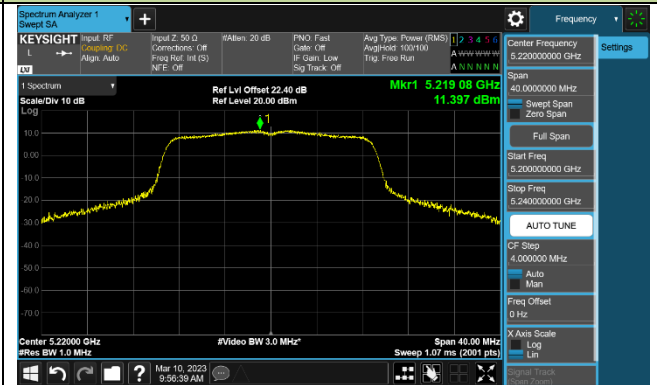 Spectrum Analyzer 1
Swept SA
+
Frequency
KEYSIGHT
Input: RF
Coupling: DC
Align: Auto
Input Z: 50 Ω
Corrections: Off
Freq Ref: Int (S)
NFE: Off
#Atten: 20 dB
PNO: Fast
Gate: Off
IF Gain: Low
Sig Track: Off
Avg Type: Power (RMS)
Avg|Hold: 100/100
Trig: Free Run
1 2 3 4 5 6
A W W W W W
A N N N N N
L
LXI
Center Frequency
5.220000000 GHz
Settings
Span
40.0000000 MHz
Swept Span
Zero Span
Full Span
Start Freq
5.200000000 GHz
Stop Freq
5.240000000 GHz
AUTO TUNE
CF Step
4.000000 MHz
Auto
Man
Freq Offset
0 Hz
X Axis Scale
Log
Lin
Signal Track
(Span Zoom)
1 Spectrum
Scale/Div 10 dB
Log
Ref Lvl Offset 22.40 dB
Ref Level 20.00 dBm
Mkr1 5.219 08 GHz
11.397 dBm
1
10.0
0.00
-10.0
-20.0
-30.0
-40.0
-50.0
-60.0
-70.0
Center 5.22000 GHz
#Res BW 1.0 MHz
#Video BW 3.0 MHz*
Span 40.00 MHz
Sweep 1.07 ms (2001 pts)
?
Mar 10, 2023
9:56:39 AM